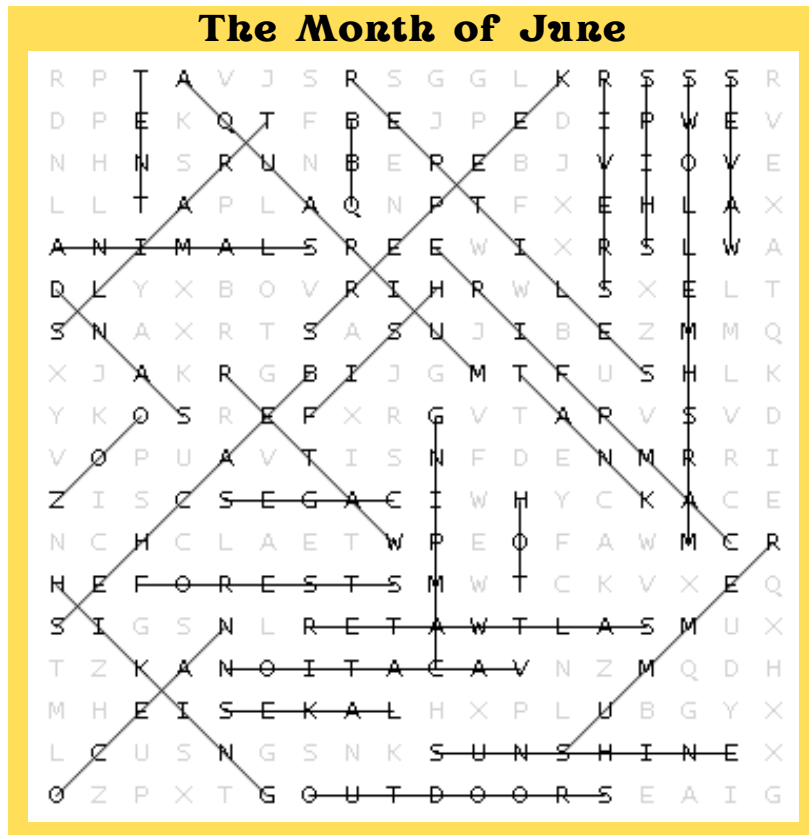 The Month of June
R P T A V J S R S G G L K R S S S R
D P E K Q T F B E J P E D I P W E V
N H N S R U N B E P E B J V I O V E
L L T A P L A Q N P T F X E H L A X
A N I M A L S R E E W I X R S L W A
D L Y X B O V R I H R W L S X E L T
S N A X R T S A S U J I B E Z M M Q
X J A K R G B I J G M T F U S H L K
Y K O S R E F X R G V T A P V S V D
V O P U A V T I S N F D E N M R R I
Z I S C S E G A C I W H Y C K A C E
N C H C L A E T W P E O F A W M C R
H E F O R E S T S M W T C K V X E Q
S I G S N L R E T A W T L A S M U X
T Z K A N O I T A C A V N Z M Q D H
M H E I S E K A L H X P L U B G Y X
L C U S N G S N K S U N S H I N E X
O Z P X T G O U T D O O R S E A I G